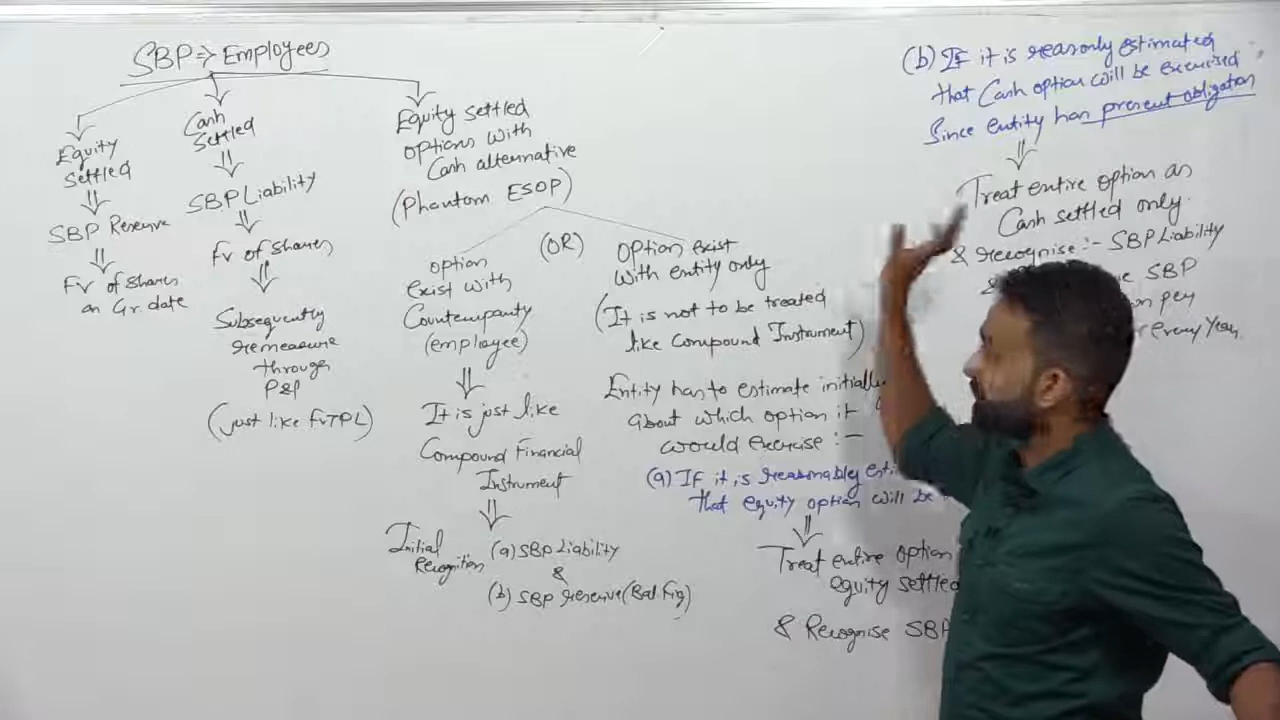 SBP => Employees
Equity
Settled
SBP Reserve
FV of Shares
on Gr. date
Cash
Settled
SBP Liability
FV of Shares
Subsequently
remeasure
through
P&P
(just like FVTPL)
Equity Settled
options with
Cash alternative
(Phantom ESOP)
option
exist with
Counterparty
(employee)
It is just like
Compound Financial
Instrument
Initial
Recognition
(a) SBP Liability
&
(b) SBP reserve (Bal fig)
(OR)
Option exist
with entity only
(It is not to be treated
like Compound Instrument)
Entity has to estimate initially
About which option it
would exercise :-
(a) If it is reasonably
that equity option will be
Treat entire option
equity settled
& Recognise SBP
(b) If it is reasonly estimated
that Cash option will be exercised
Since entity has present obligation
Treat entire option as
Cash settled only.
& recognise :- SBP Liability
SBP
per
every year.